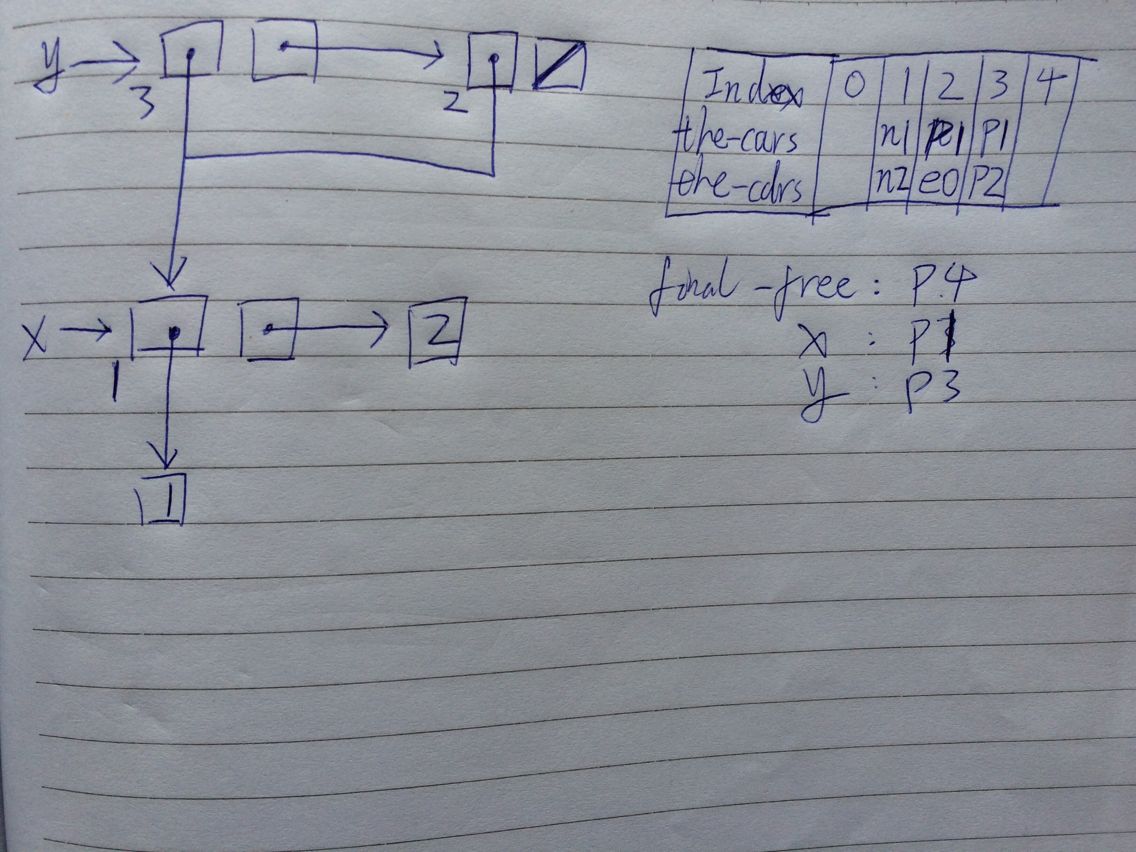 y
3
2
x
1
2
1
Index 0 1 2 3 4
the-cars n1 p1 p1
the-cdrs n2 e0 p2
final-free: p4
x : p1
y : p3